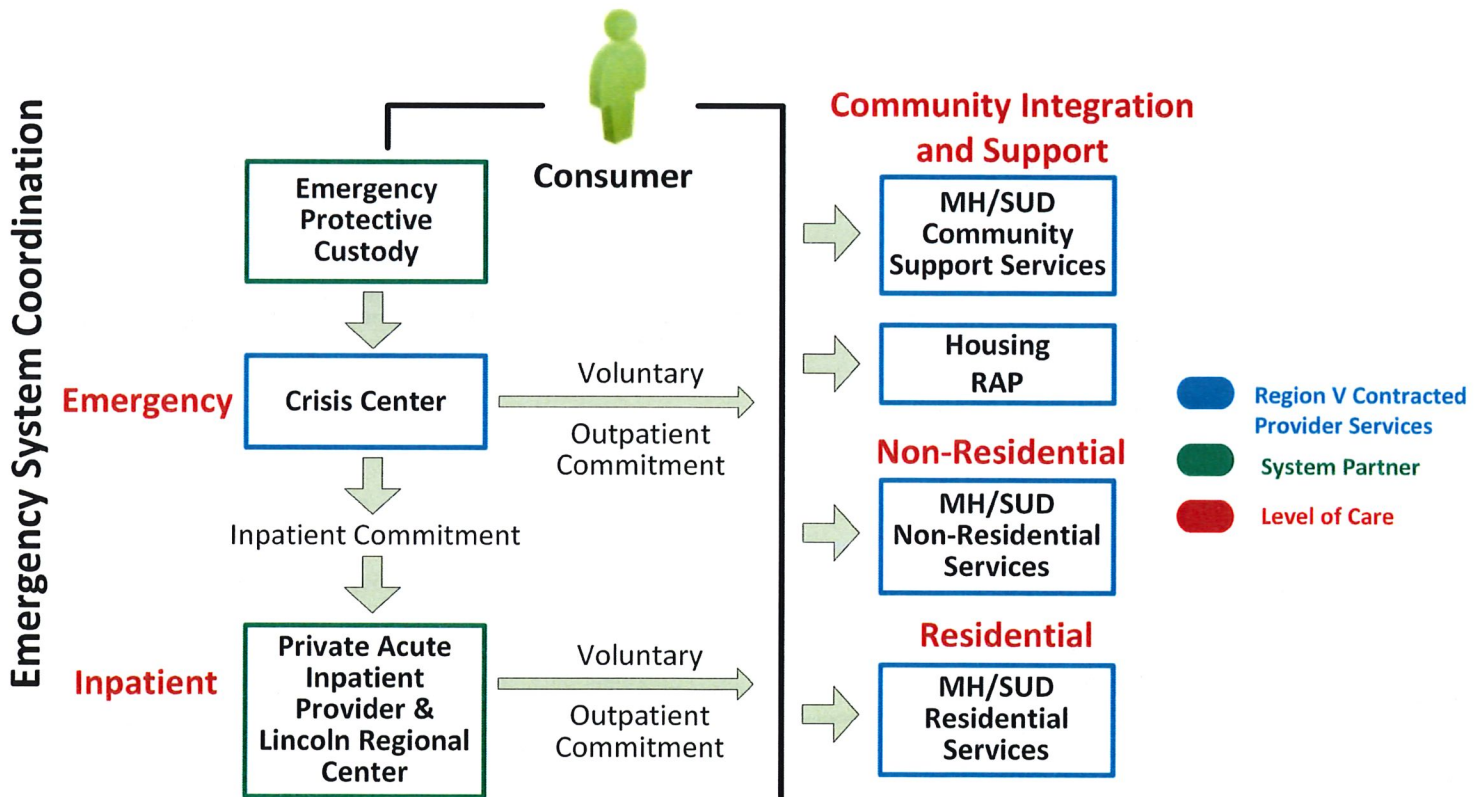 Emergency System Coordination
Consumer
Emergency
Protective
Custody
Emergency
Crisis Center
Voluntary
Outpatient
Commitment
Inpatient Commitment
Inpatient
Private Acute
Inpatient
Provider &
Lincoln Regional
Center
Voluntary
Outpatient
Commitment
Community Integration
and Support
MH/SUD
Community
Support Services
Housing
RAP
Non-Residential
MH/SUD
Non-Residential
Services
Residential
MH/SUD
Residential
Services
Region V Contracted
Provider Services
System Partner
Level of Care